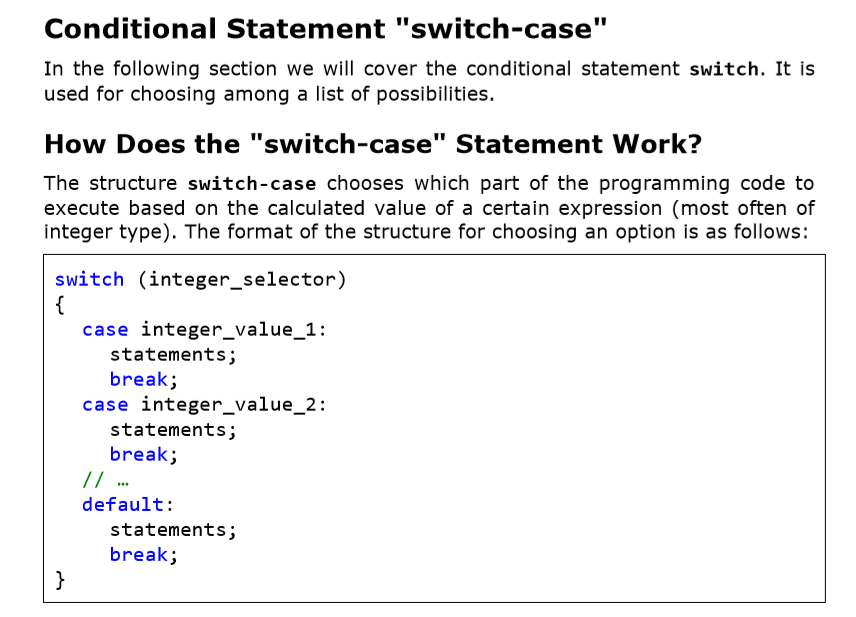 Conditional Statement "switch-case"
In the following section we will cover the conditional statement switch. It is
used for choosing among a list of possibilities.
How Does the "switch-case" Statement Work?
The structure switch-case chooses which part of the programming code to
execute based on the calculated value of a certain expression (most often of
integer type). The format of the structure for choosing an option is as follows:
switch (integer_selector)
{
case integer_value_1:
statements;
break;
case integer_value_2:
statements;
break;
// …
default:
statements;
break;
}